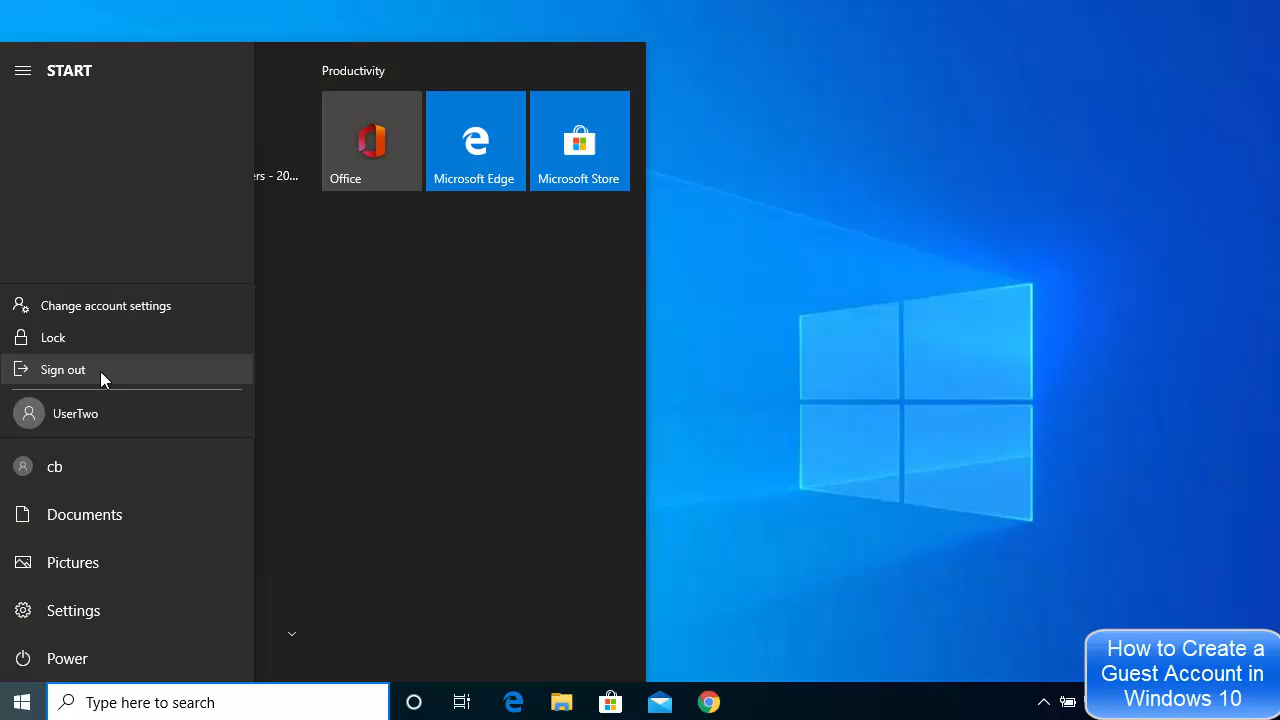 START
Productivity
Office
Microsoft Edge
Microsoft Store
ers - 20...
Change account settings
Lock
Sign out
UserTwo
cb
Documents
Pictures
Settings
Power
Type here to search
How to Create a
Guest Account in
Windows 10